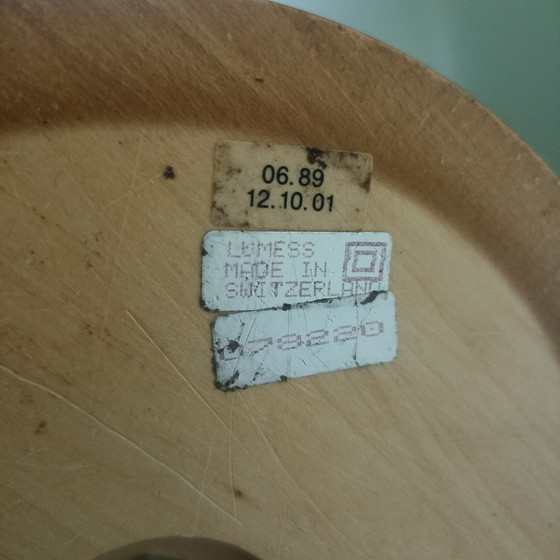 06.89
12.10.01
LUMESS
MADE IN
SWITZERLAND
078220